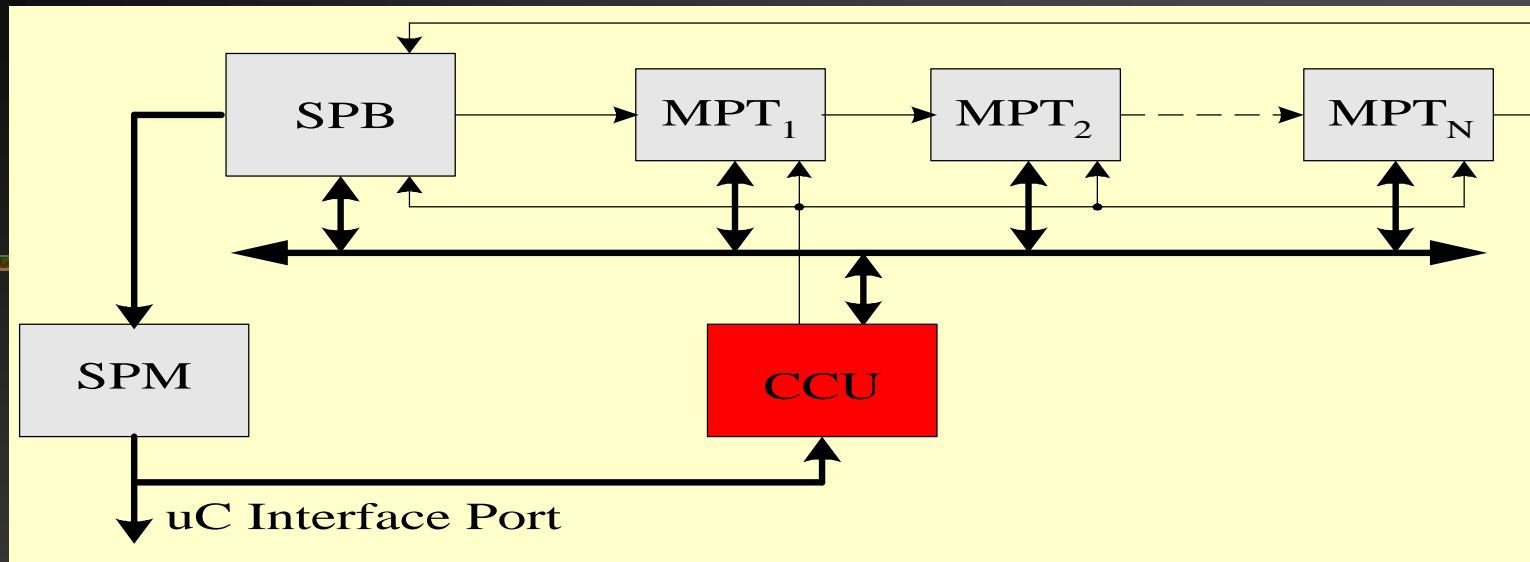 SPB
MPT1
MPT2
MPTN
SPM
CCU
uC Interface Port